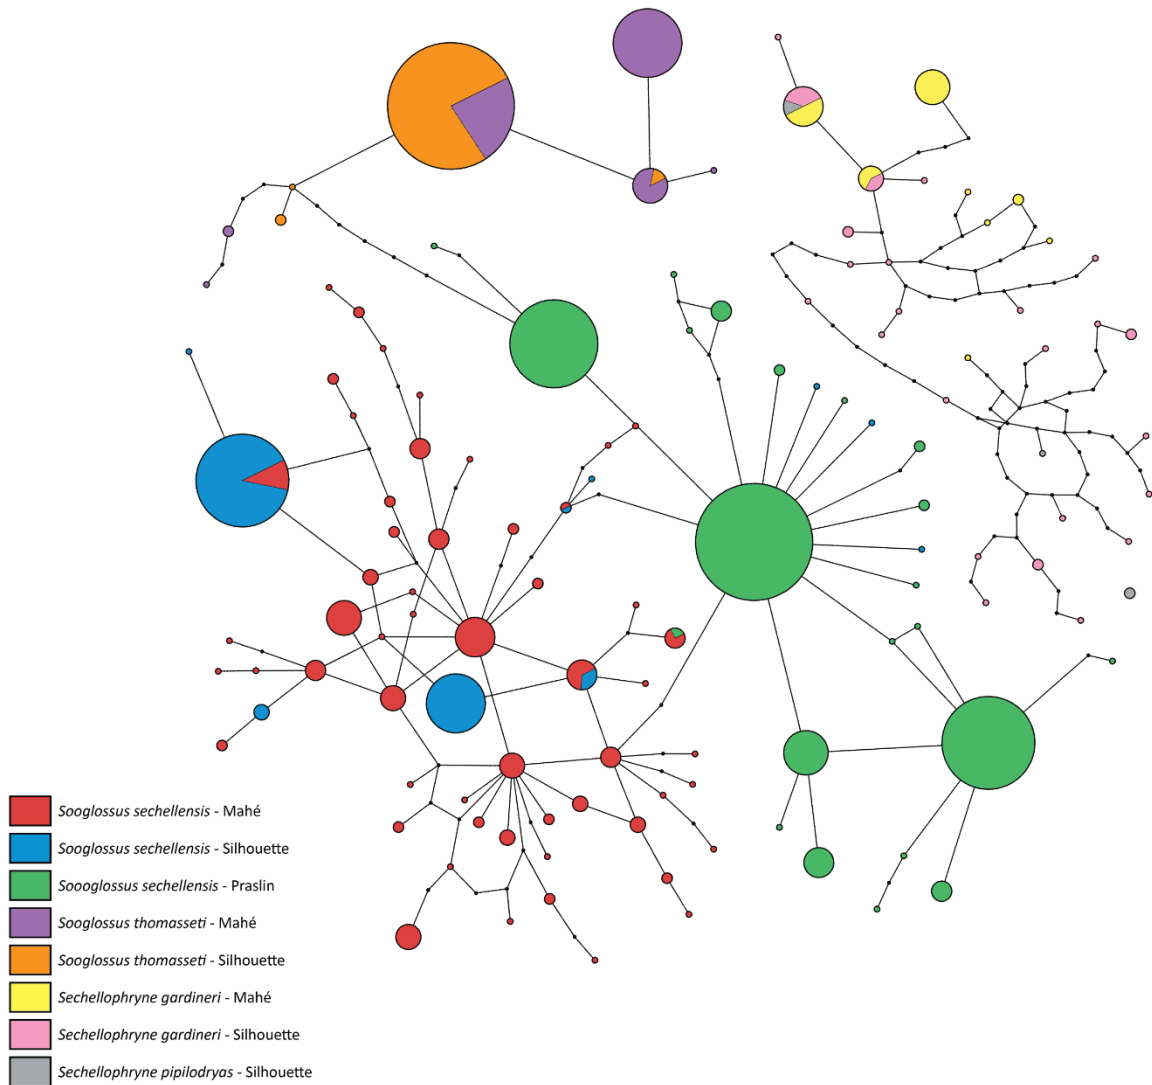 Sooglossus sechellensis - Mahé
Sooglossus sechellensis - Silhouette
Soooglossus sechellensis - Praslin
Sooglossus thomasseti - Mahé
Sooglossus thomasseti - Silhouette
Sechellophryne gardineri - Mahé
Sechellophryne gardineri - Silhouette
Sechellophryne pipilodryas - Silhouette